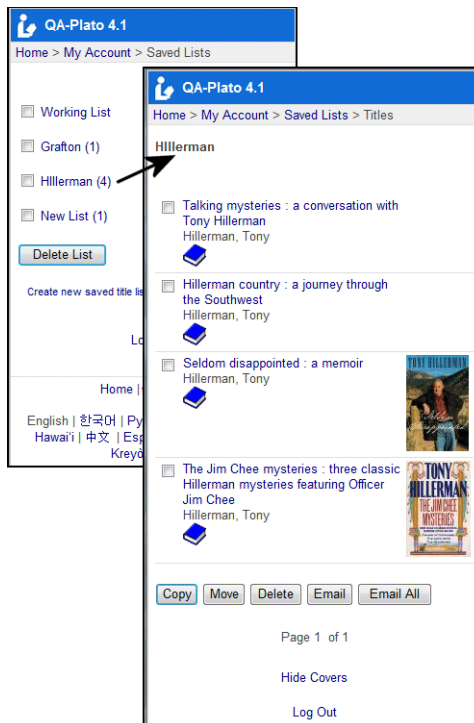 QA-Plato 4.1
Home > My Account > Saved Lists
Working List
Grafton (1)
HIllerman (4)
New List (1)
Delete List
Create new saved title lis
Lo
Home |
English | 한국어 | Ру
Hawai'i | 中文 | Esp
Kreyò
QA-Plato 4.1
Home > My Account > Saved Lists > Titles
HIllerman
Talking mysteries : a conversation with
Tony Hillerman
Hillerman, Tony
Hillerman country : a journey through
the Southwest
Hillerman, Tony
Seldom disappointed : a memoir
Hillerman, Tony
TONY HILLERMAN
Seldom
Disappointed
The Jim Chee mysteries : three classic
Hillerman mysteries featuring Officer
Jim Chee
Hillerman, Tony
TONY
HILLERMAN
THE JIM CHEE
MYSTERIES
Copy Move Delete Email Email All
Page 1 of 1
Hide Covers
Log Out